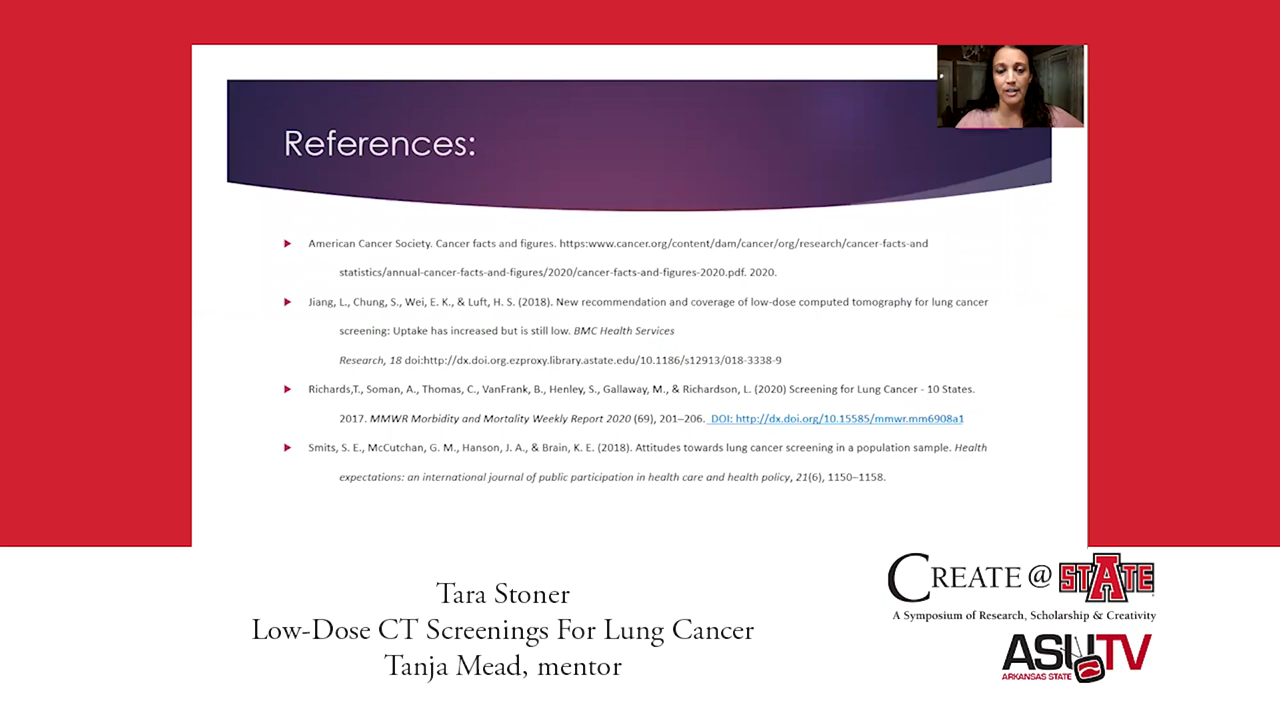 References:
American Cancer Society. Cancer facts and figures. https:www.cancer.org/content/dam/cancer/org/research/cancer-facts-and
statistics/annual-cancer-facts-and-figures/2020/cancer-facts-and-figures-2020.pdf. 2020.
Jiang, L., Chung, S., Wei, E. K., & Luft, H. S. (2018). New recommendation and coverage of low-dose computed tomography for lung cancer
screening: Uptake has increased but is still low. BMC Health Services
Research, 18 doi:http://dx.doi.org.ezproxy.library.astate.edu/10.1186/s12913/018-3338-9
Richards,T., Soman, A., Thomas, C., VanFrank, B., Henley, S., Gallaway, M., & Richardson, L. (2020) Screening for Lung Cancer - 10 States.
2017. MMWR Morbidity and Mortality Weekly Report 2020 (69), 201–206. DOI: http://dx.doi.org/10.15585/mmwr.mm6908a1
Smits, S. E., McCutchan, G. M., Hanson, J. A., & Brain, K. E. (2018). Attitudes towards lung cancer screening in a population sample. Health
expectations: an international journal of public participation in health care and health policy, 21(6), 1150–1158.
Tara Stoner
Low-Dose CT Screenings For Lung Cancer
Tanja Mead, mentor
CREATE @ STATE
A Symposium of Research, Scholarship & Creativity
ASU TV
ARKANSAS STATE